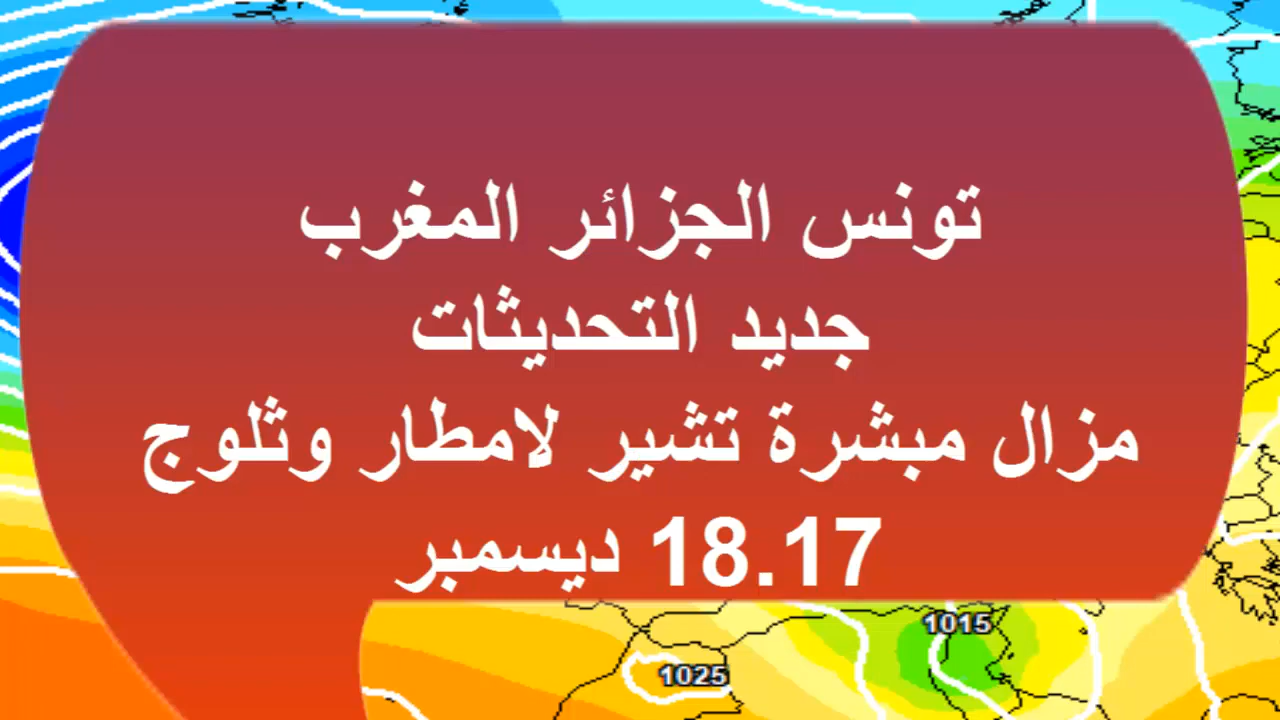 تونس الجزائر المغرب
جديد التحديثات
مزال مبشرة تشير لامطار وثلوج
18.17 ديسمبر
1015
1025